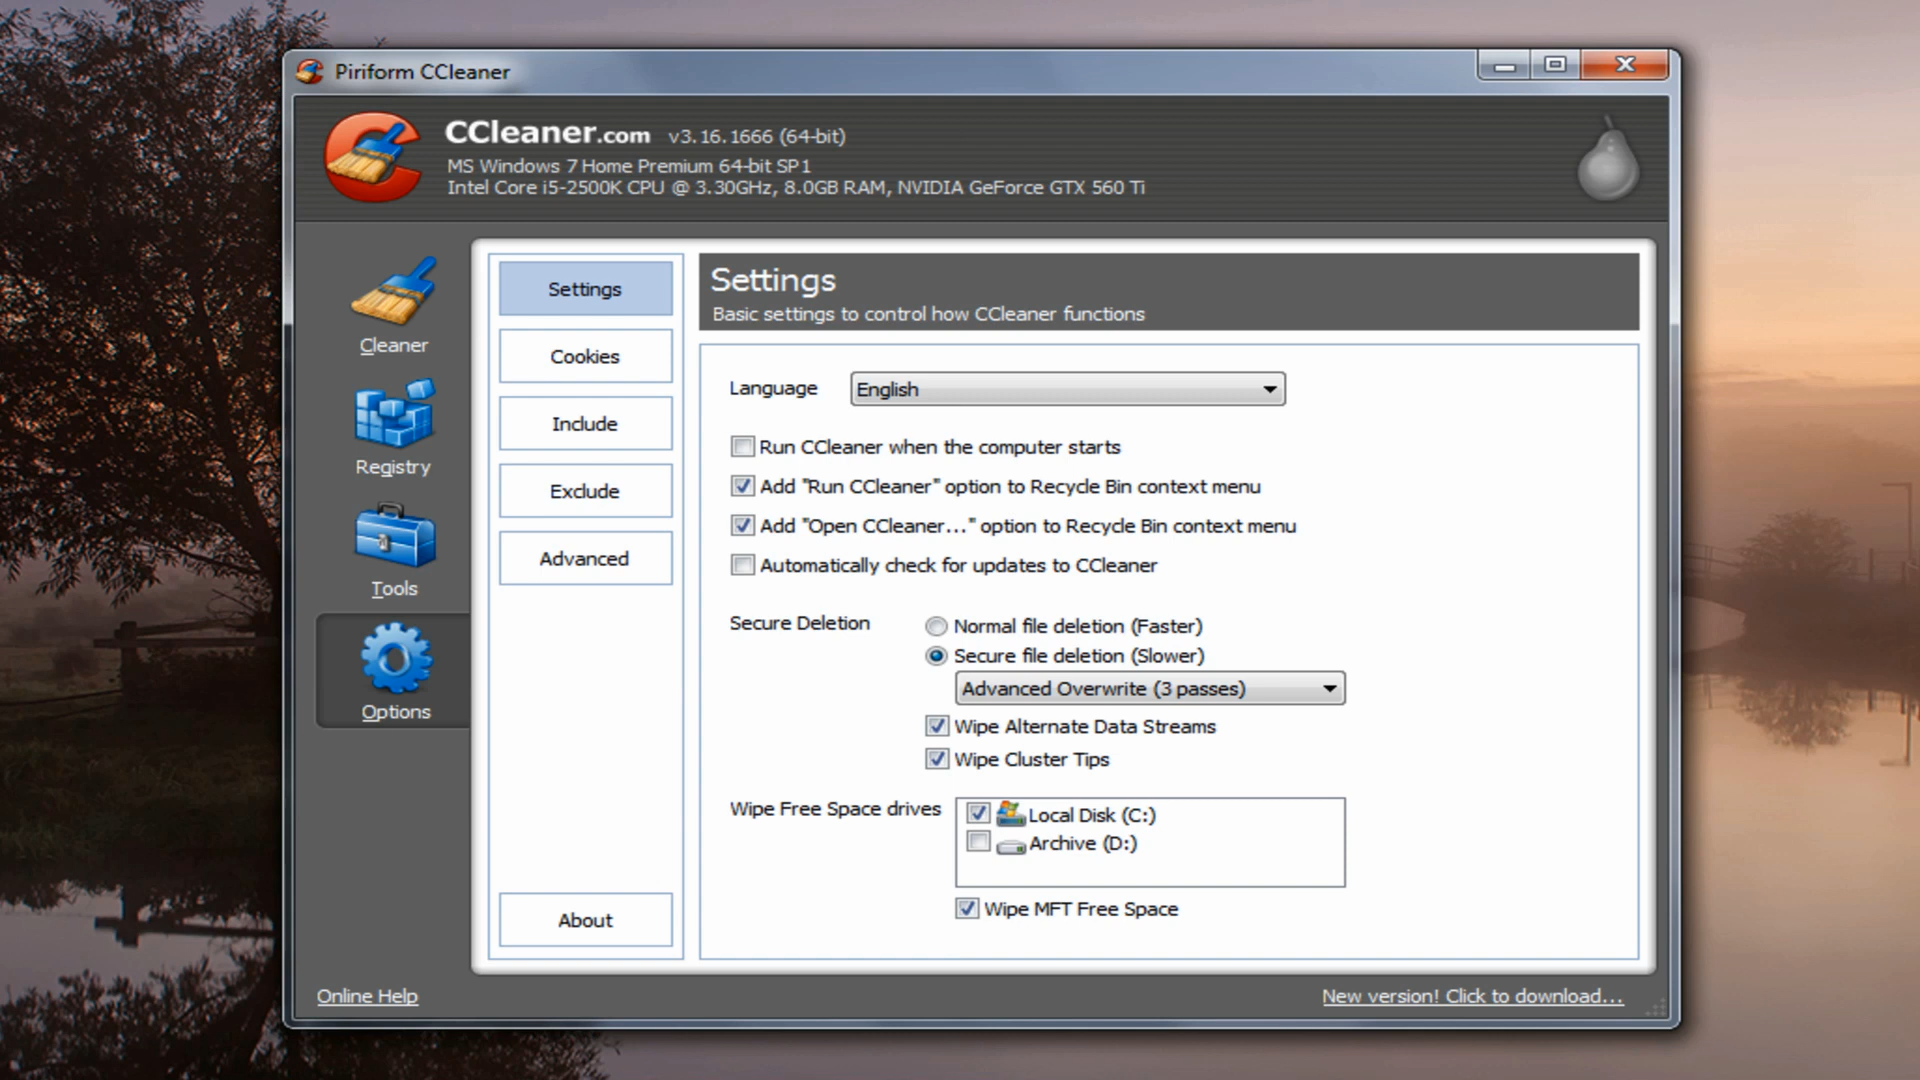 Piriform CCleaner
CCleaner.com v3.16.1666 (64-bit)
MS Windows 7 Home Premium 64-bit SP1
Intel Core i5-2500K CPU @ 3.30GHz, 8.0GB RAM, NVIDIA GeForce GTX 560 Ti
Cleaner
Registry
Tools
Options
Settings
Cookies
Include
Exclude
Advanced
About
Settings
Basic settings to control how CCleaner functions
Language English
Run CCleaner when the computer starts
Add "Run CCleaner" option to Recycle Bin context menu
Add "Open CCleaner..." option to Recycle Bin context menu
Automatically check for updates to CCleaner
Secure Deletion
Normal file deletion (Faster)
Secure file deletion (Slower)
Advanced Overwrite (3 passes)
Wipe Alternate Data Streams
Wipe Cluster Tips
Wipe Free Space drives
Local Disk (C:)
Archive (D:)
Wipe MFT Free Space
Online Help
New version! Click to download...